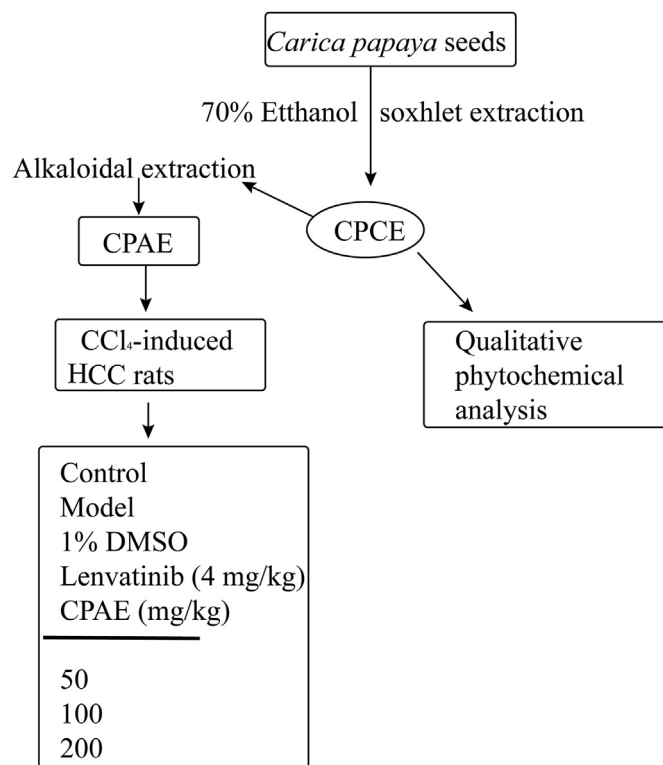 Carica papaya seeds
70% Etthanol soxhlet extraction
Alkaloidal extraction
CPCE
CPAE
CCl₄-induced
HCC rats
Qualitative
phytochemical
analysis
Control
Model
1% DMSO
Lenvatinib (4 mg/kg)
CPAE (mg/kg)
50
100
200